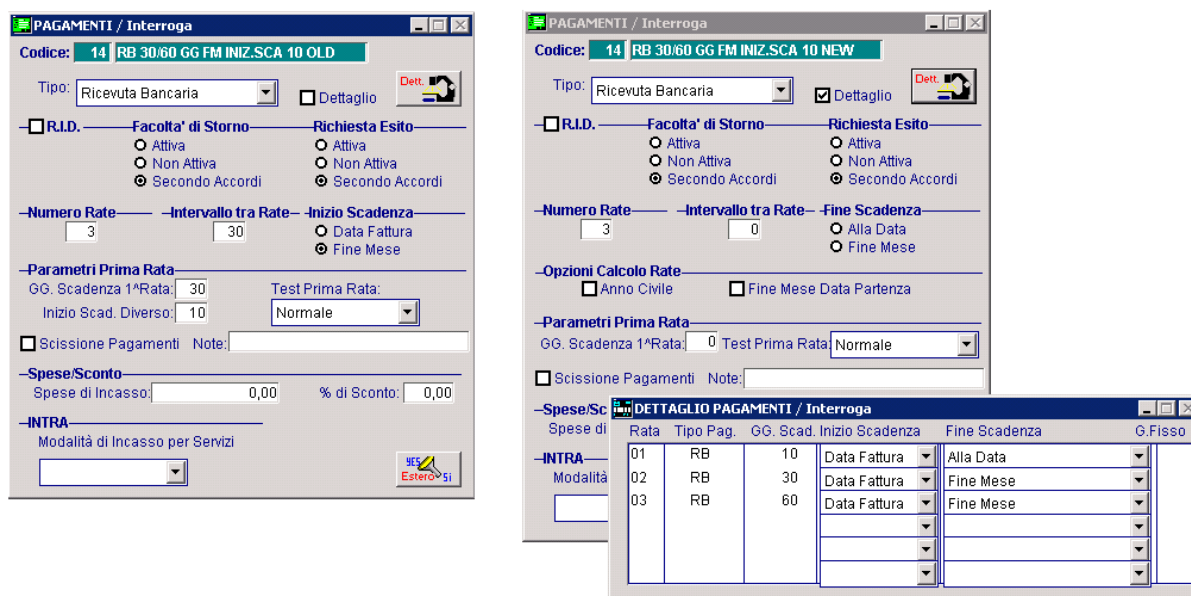 PAGAMENTI / Interroga
Codice: 14 RB 30/60 GG FM INIZ.SCA 10 OLD
Tipo: Ricevuta Bancaria Dettaglio Dett.
R.I.D. Facolta' di Storno Richiesta Esito
Attiva Attiva
Non Attiva Non Attiva
Secondo Accordi Secondo Accordi
Numero Rate Intervallo tra Rate Inizio Scadenza
3 30 Data Fattura
Fine Mese
Parametri Prima Rata
GG. Scadenza 1^Rata: 30 Test Prima Rata:
Inizio Scad. Diverso: 10 Normale
Scissione Pagamenti Note:
Spese/Sconto
Spese di Incasso: 0,00 % di Sconto: 0,00
INTRA
Modalità di Incasso per Servizi
YES Estero Si
PAGAMENTI / Interroga
Codice: 14 RB 30/60 GG FM INIZ.SCA 10 NEW
Tipo: Ricevuta Bancaria Dettaglio Dett.
R.I.D. Facolta' di Storno Richiesta Esito
Attiva Attiva
Non Attiva Non Attiva
Secondo Accordi Secondo Accordi
Numero Rate Intervallo tra Rate Fine Scadenza
3 0 Alla Data
Fine Mese
Opzioni Calcolo Rate
Anno Civile Fine Mese Data Partenza
Parametri Prima Rata
GG. Scadenza 1^Rata: 0 Test Prima Rata: Normale
Scissione Pagamenti Note:
Spese/Sc
Spese di
INTRA
Modalità
DETTAGLIO PAGAMENTI / Interroga
Rata Tipo Pag. GG. Scad. Inizio Scadenza Fine Scadenza G.Fisso
01 RB 10 Data Fattura Alla Data
02 RB 30 Data Fattura Fine Mese
03 RB 60 Data Fattura Fine Mese